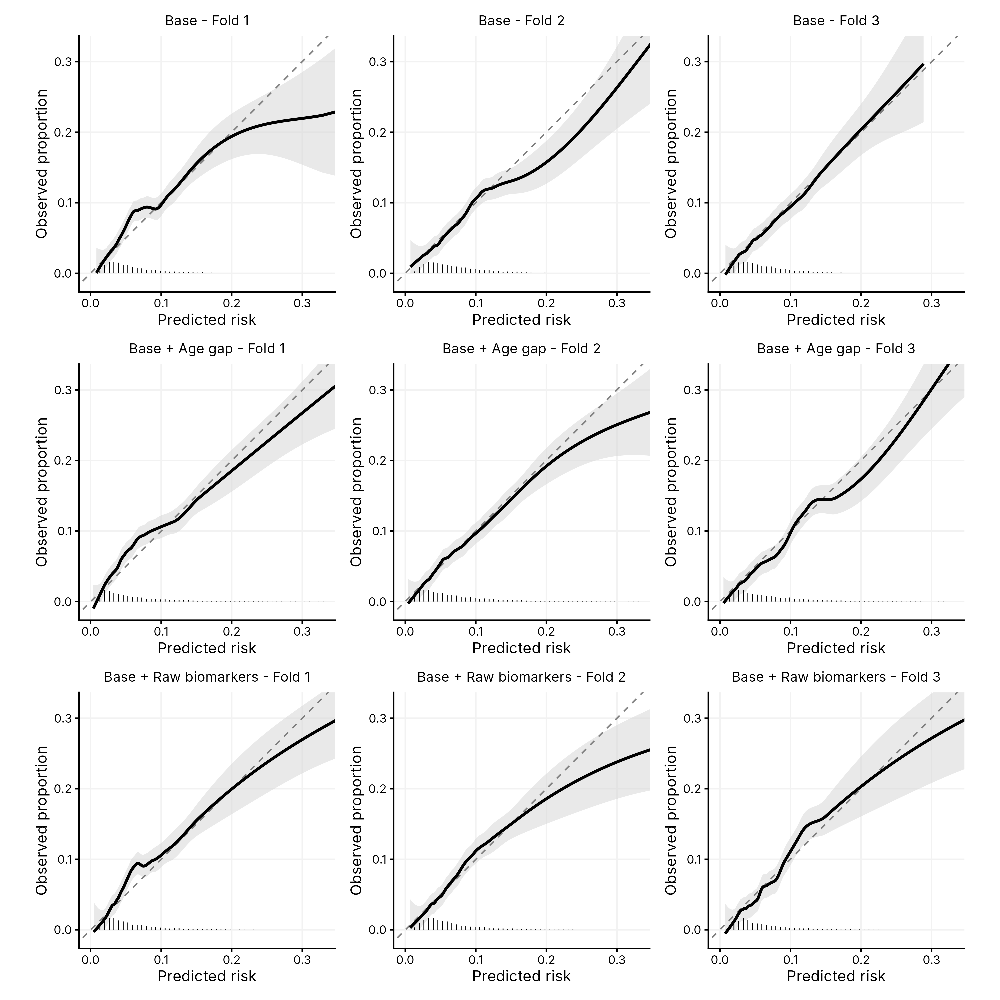 Base - Fold 1
Base - Fold 2
Base - Fold 3
Observed proportion
0.3
0.2
0.1
0.0
0.0 0.1 0.2 0.3
Predicted risk
Observed proportion
0.3
0.2
0.1
0.0
0.0 0.1 0.2 0.3
Predicted risk
Observed proportion
0.3
0.2
0.1
0.0
0.0 0.1 0.2 0.3
Predicted risk
Base + Age gap - Fold 1
Base + Age gap - Fold 2
Base + Age gap - Fold 3
Observed proportion
0.3
0.2
0.1
0.0
0.0 0.1 0.2 0.3
Predicted risk
Observed proportion
0.3
0.2
0.1
0.0
0.0 0.1 0.2 0.3
Predicted risk
Observed proportion
0.3
0.2
0.1
0.0
0.0 0.1 0.2 0.3
Predicted risk
Base + Raw biomarkers - Fold 1
Base + Raw biomarkers - Fold 2
Base + Raw biomarkers - Fold 3
Observed proportion
0.3
0.2
0.1
0.0
0.0 0.1 0.2 0.3
Predicted risk
Observed proportion
0.3
0.2
0.1
0.0
0.0 0.1 0.2 0.3
Predicted risk
Observed proportion
0.3
0.2
0.1
0.0
0.0 0.1 0.2 0.3
Predicted risk